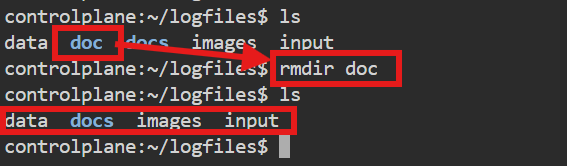 controlplane:~/logfiles$ ls
data doc docs images input
controlplane:~/logfiles$ rmdir doc
controlplane:~/logfiles$ ls
data docs images input
controlplane:~/logfiles$